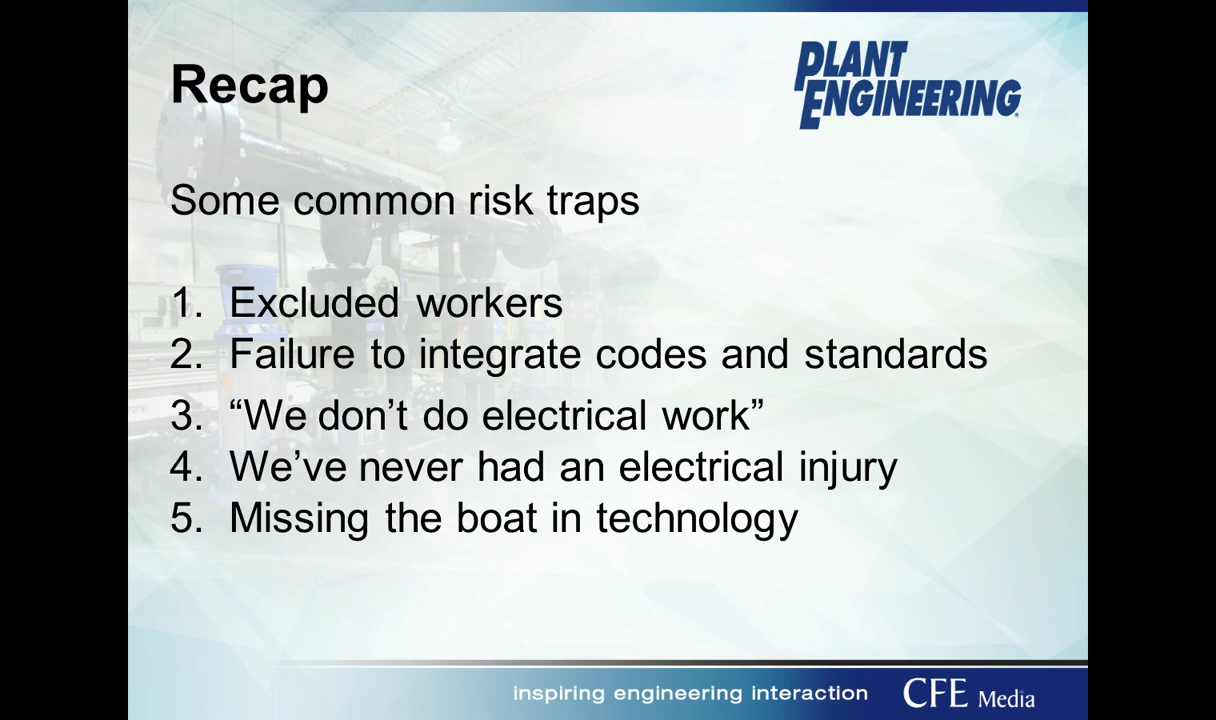 Recap
PLANT
ENGINEERING
Some common risk traps
1. Excluded workers
2. Failure to integrate codes and standards
3. “We don’t do electrical work”
4. We’ve never had an electrical injury
5. Missing the boat in technology
inspiring engineering interaction
CFE Media